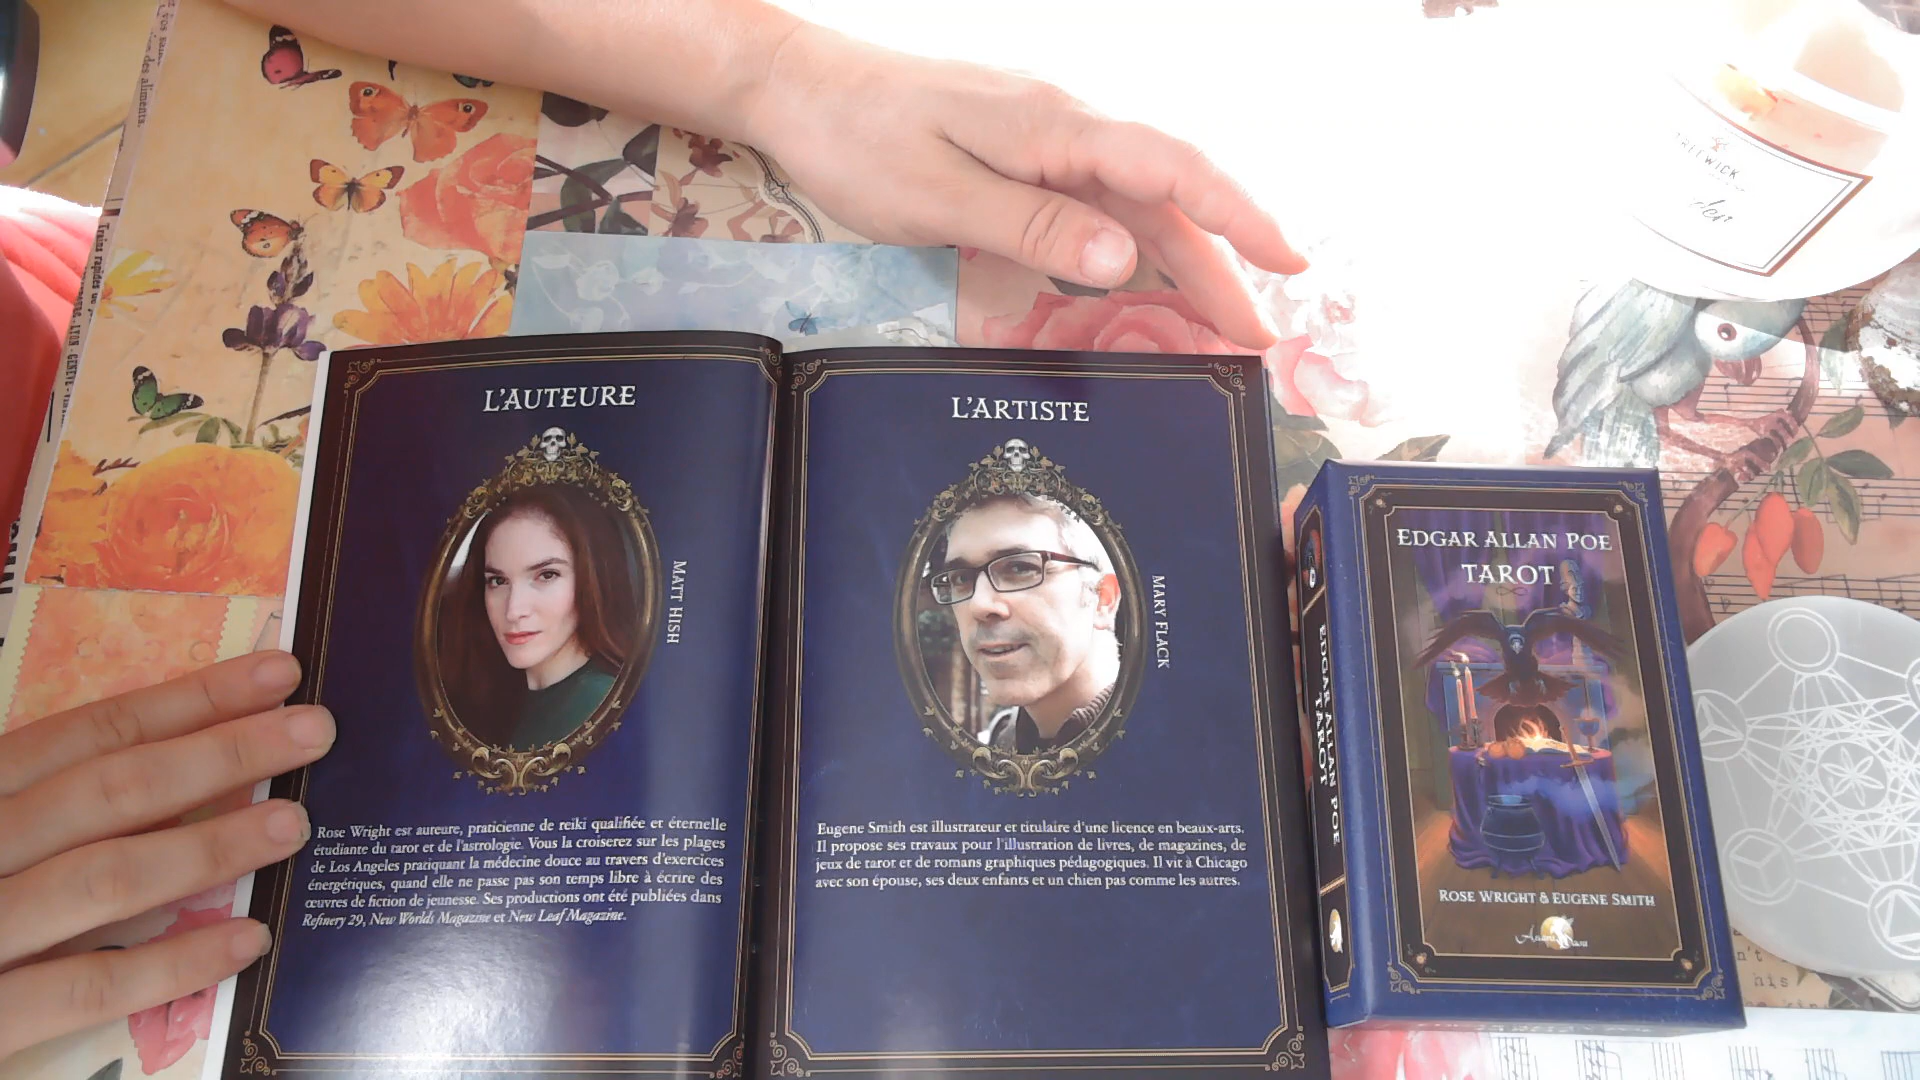 L'AUTEURE
MATT HISH
Rose Wright est auteure, praticienne de reiki qualifiée et éternelle
étudiante du tarot et de l'astrologie. Vous la croiserez sur les plages
de Los Angeles pratiquant la médecine douce au travers d'exercices
énergétiques, quand elle ne passe pas son temps libre à écrire des
œuvres de fiction de jeunesse. Ses productions ont été publiées dans
Refinery 29, New Worlds Magazine et New Leaf Magazine.
L'ARTISTE
MARY FLACK
Eugene Smith est illustrateur et titulaire d'une licence en beaux-arts.
Il propose ses travaux pour l'illustration de livres, de magazines, de
jeux de tarot et de romans graphiques pédagogiques. Il vit à Chicago
avec son épouse, ses deux enfants et un chien pas comme les autres.
EDGAR ALLAN POE
TAROT
ROSE WRIGHT & EUGENE SMITH
EDGAR ALLAN POE
TAROT
des aliments.
Trains rapides